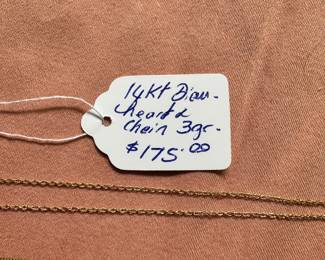 14Kt Diam.
heart &
chain 3gr.
$175.00